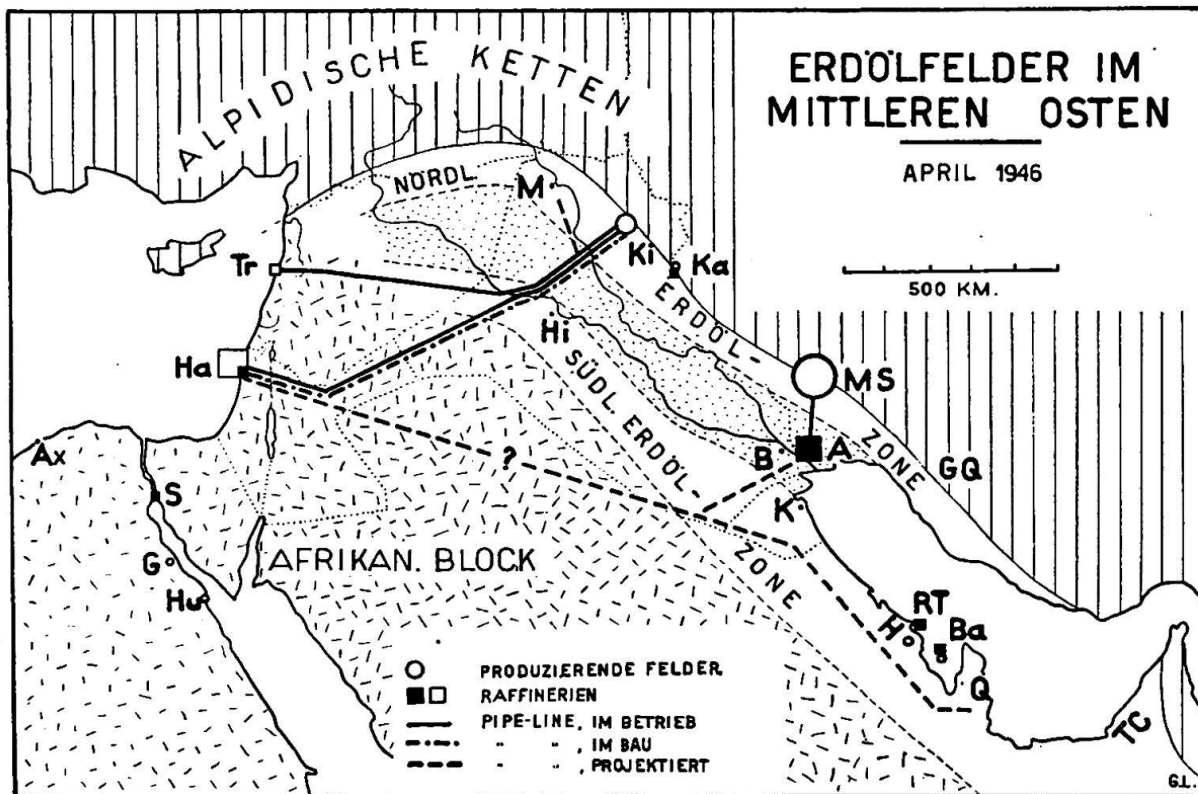 ERDÖLFELDER IM
MITTLEREN OSTEN
APRIL 1946
500 KM.
ALPIDISCHE KETTEN
NÖRDL.
ERDÖL-
ZONE
SÜDL. ERDÖL-
ZONE
AFRIKAN. BLOCK
M.
Ki
Ka
Tr
Hi
Ha
MS
?
B
A
GQ
K
Ax
S
G
Hu
RT
H
Ba
Q
TC
PRODUZIERENDE FELDER
RAFFINERIEN
PIPE-LINE, IM BETRIEB
" ", IM BAU
" ", PROJEKTIERT
G.L.